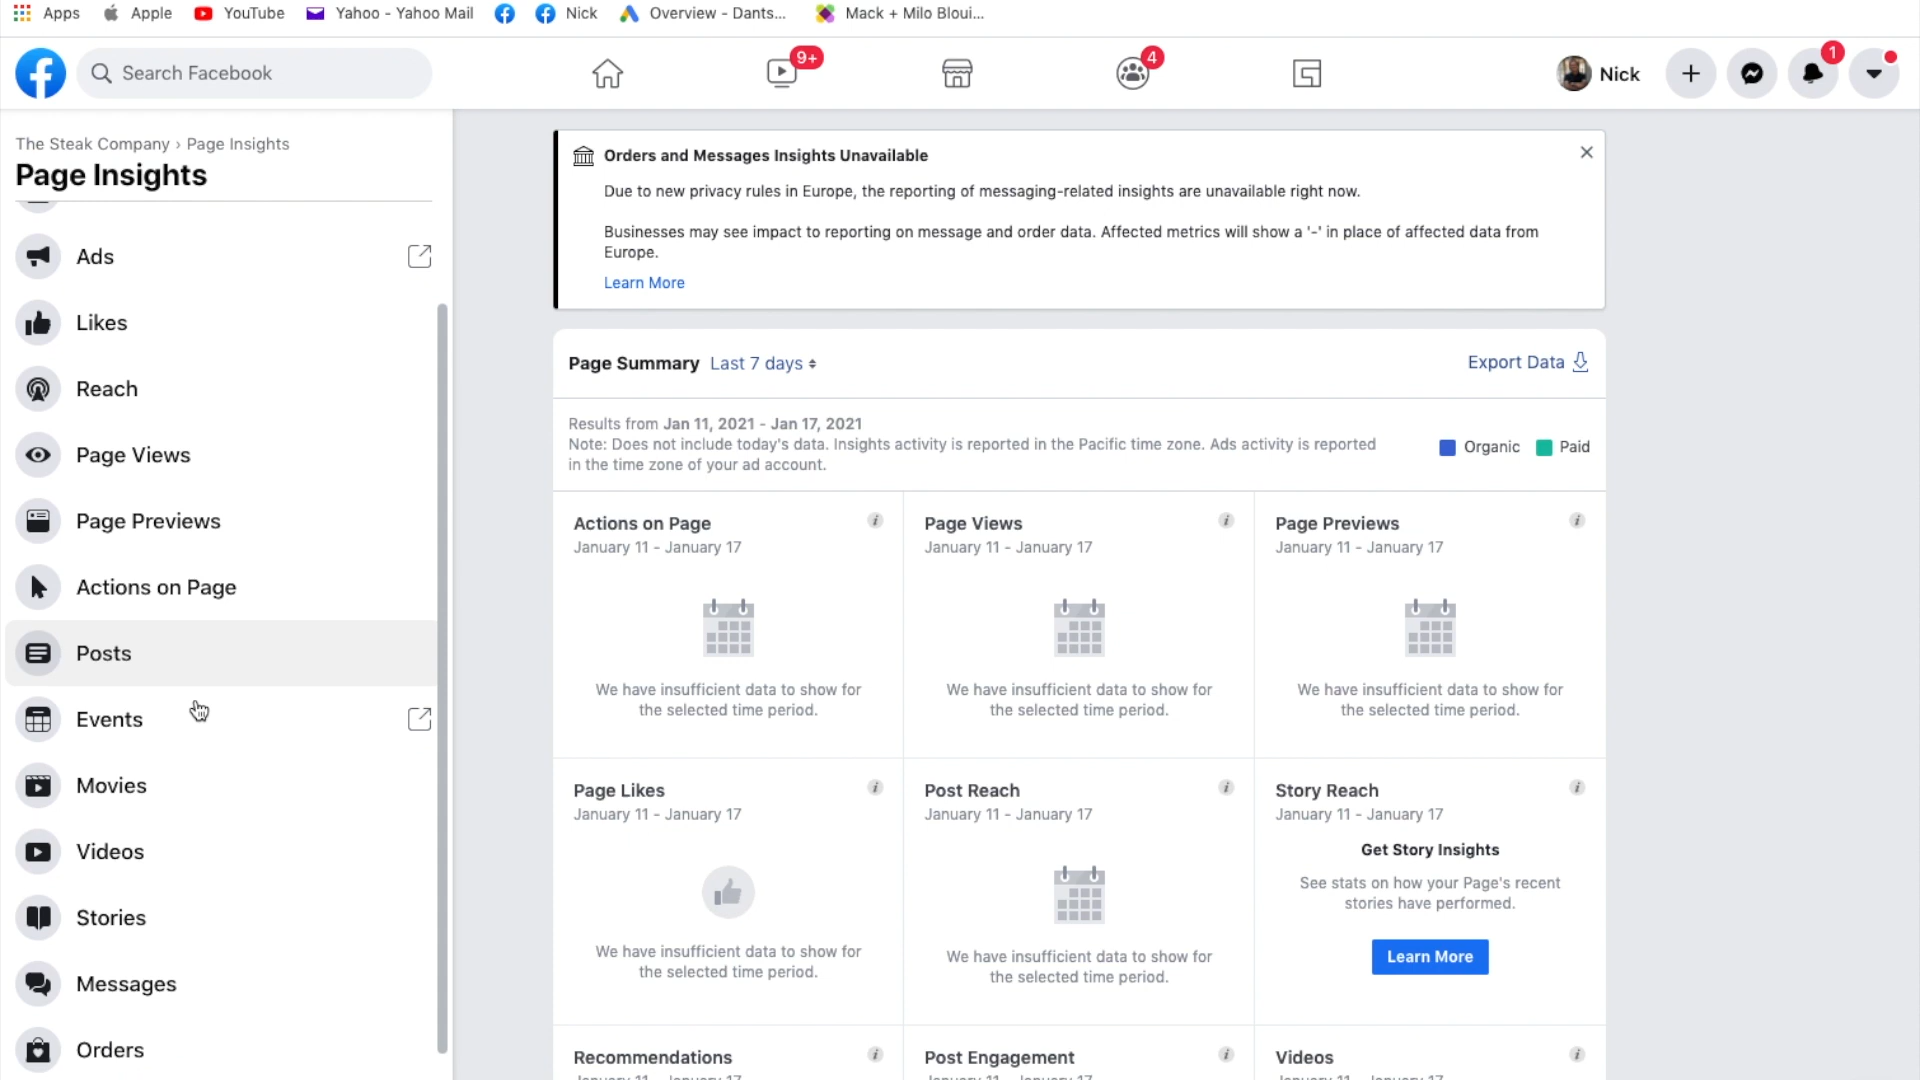 Apps
Apple
YouTube
Yahoo - Yahoo Mail
Nick
Overview - Dants...
Mack + Milo Bloui...
Search Facebook
9+
4
Nick
1
The Steak Company › Page Insights
Page Insights
Ads
Likes
Reach
Page Views
Page Previews
Actions on Page
Posts
Events
Movies
Videos
Stories
Messages
Orders
Orders and Messages Insights Unavailable
Due to new privacy rules in Europe, the reporting of messaging-related insights are unavailable right now.
Businesses may see impact to reporting on message and order data. Affected metrics will show a '-' in place of affected data from
Europe.
Learn More
Page Summary Last 7 days
Export Data
Results from Jan 11, 2021 - Jan 17, 2021
Note: Does not include today's data. Insights activity is reported in the Pacific time zone. Ads activity is reported
in the time zone of your ad account.
Organic
Paid
Actions on Page
January 11 - January 17
We have insufficient data to show for
the selected time period.
Page Views
January 11 - January 17
We have insufficient data to show for
the selected time period.
Page Previews
January 11 - January 17
We have insufficient data to show for
the selected time period.
Page Likes
January 11 - January 17
We have insufficient data to show for
the selected time period.
Post Reach
January 11 - January 17
We have insufficient data to show for
the selected time period.
Story Reach
January 11 - January 17
Get Story Insights
See stats on how your Page's recent
stories have performed.
Learn More
Recommendations
January 11 - January 17
Post Engagement
January 11 - January 17
Videos
January 11 - January 17